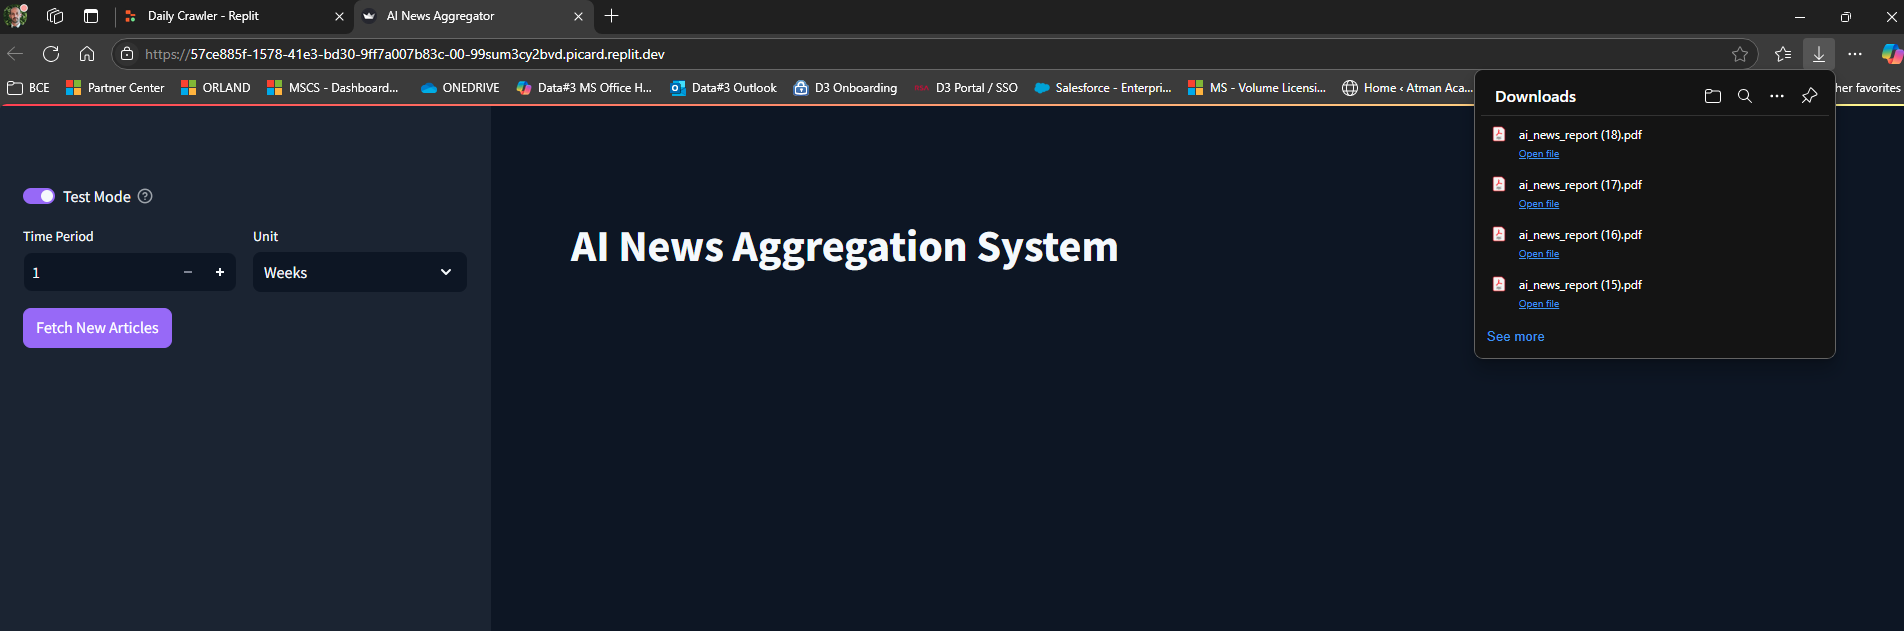 Daily Crawler - Replit
AI News Aggregator
https://57ce885f-1578-41e3-bd30-9ff7a007b83c-00-99sum3cy2bvd.picard.replit.dev
BCE
Partner Center
ORLAND
MSCS - Dashboard...
ONEDRIVE
Data#3 MS Office H...
Data#3 Outlook
D3 Onboarding
D3 Portal / SSO
Salesforce - Enterpri...
MS - Volume Licensi...
Home ‹ Atman Aca...
her favorites
Downloads
ai_news_report (18).pdf
Open file
ai_news_report (17).pdf
Open file
ai_news_report (16).pdf
Open file
ai_news_report (15).pdf
Open file
See more
Test Mode
Time Period
Unit
1
Weeks
Fetch New Articles
AI News Aggregation System